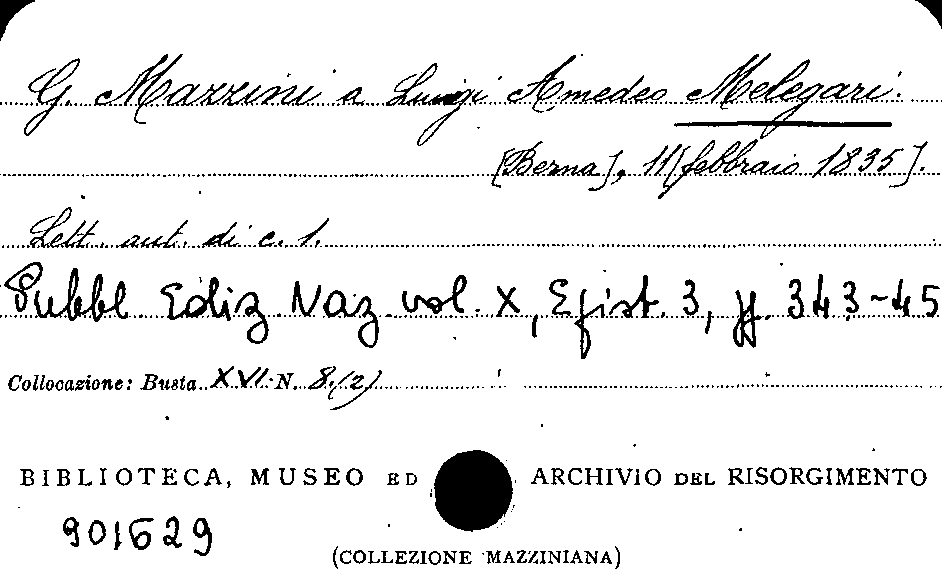 G. Mazzini a Luigi Amedeo Melegari.
[Berna], 11 [febbraio 1835].
Lett. aut. di c. 1.
Pubbl Ediz Naz vol. X, Epist. 3, pp. 343-45
Collocazione: Busta XVI N. 8.(2)
BIBLIOTECA, MUSEO ED ARCHIVIO DEL RISORGIMENTO
901629
(COLLEZIONE MAZZINIANA)